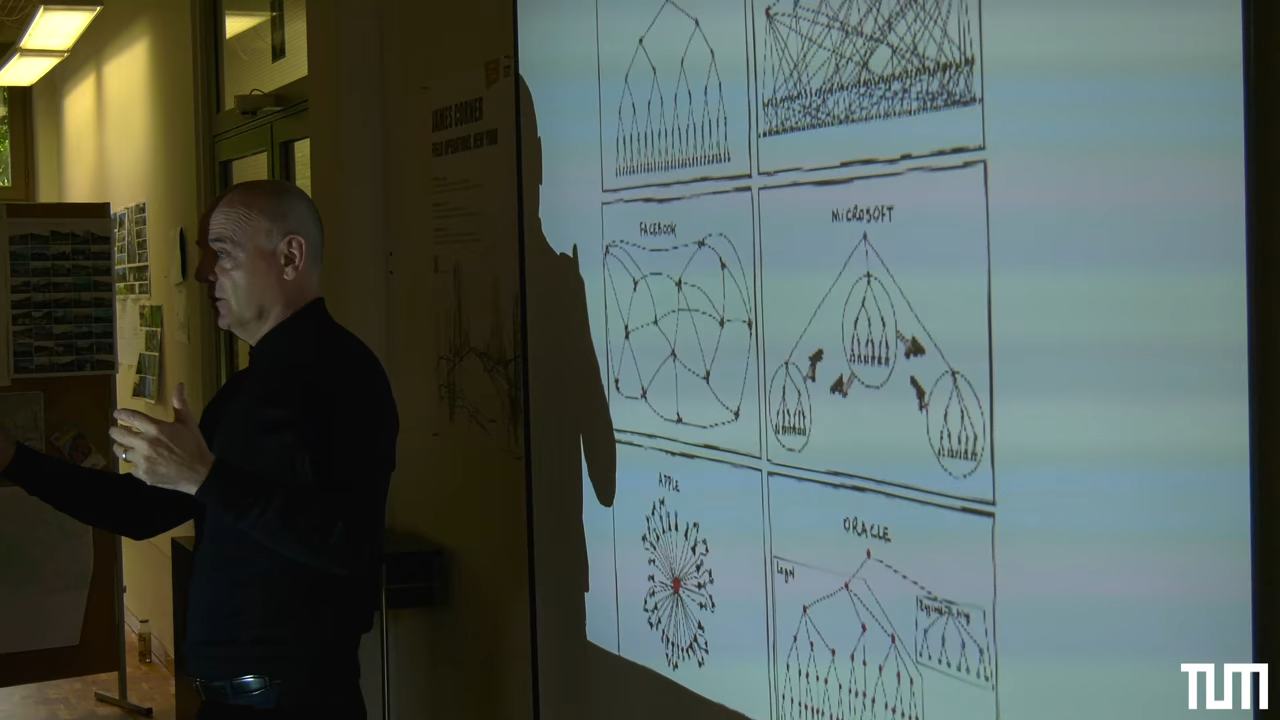 JAMES CORNER
FIELD OPERATIONS, NEW YORK
FACEBOOK
MICROSOFT
APPLE
ORACLE
Legal
Engineering
TUM